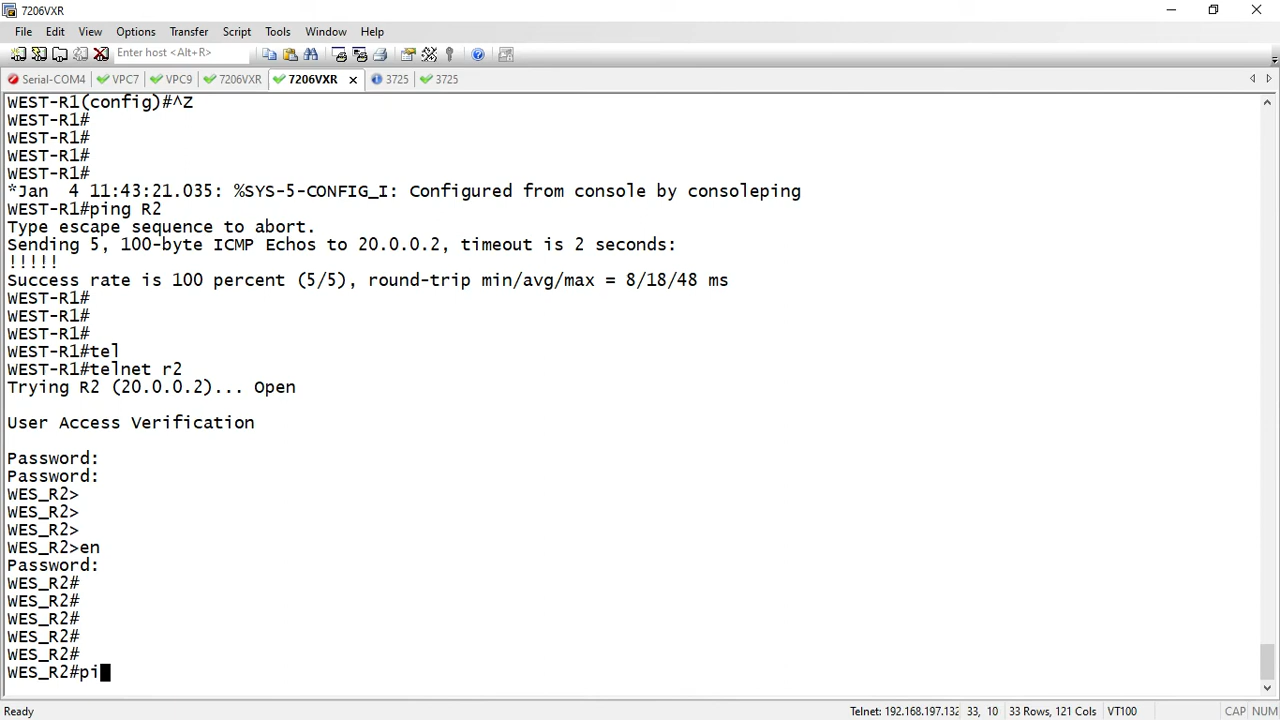 7206VXR
File Edit View Options Transfer Script Tools Window Help
Enter host <Alt+R>
Serial-COM4 VPC7 VPC9 7206VXR 7206VXR 3725 3725
WEST-R1(config)#^Z
WEST-R1#
WEST-R1#
WEST-R1#
WEST-R1#
*Jan  4 11:43:21.035: %SYS-5-CONFIG_I: Configured from console by consoleping
WEST-R1#ping R2
Type escape sequence to abort.
Sending 5, 100-byte ICMP Echos to 20.0.0.2, timeout is 2 seconds:
!!!!!
Success rate is 100 percent (5/5), round-trip min/avg/max = 8/18/48 ms
WEST-R1#
WEST-R1#
WEST-R1#
WEST-R1#tel
WEST-R1#telnet r2
Trying R2 (20.0.0.2)... Open
User Access Verification
Password:
Password:
WES_R2>
WES_R2>
WES_R2>
WES_R2>en
Password:
WES_R2#
WES_R2#
WES_R2#
WES_R2#
WES_R2#
WES_R2#pi
Ready Telnet: 192.168.197.132 33, 10 33 Rows, 121 Cols VT100 CAP NUM